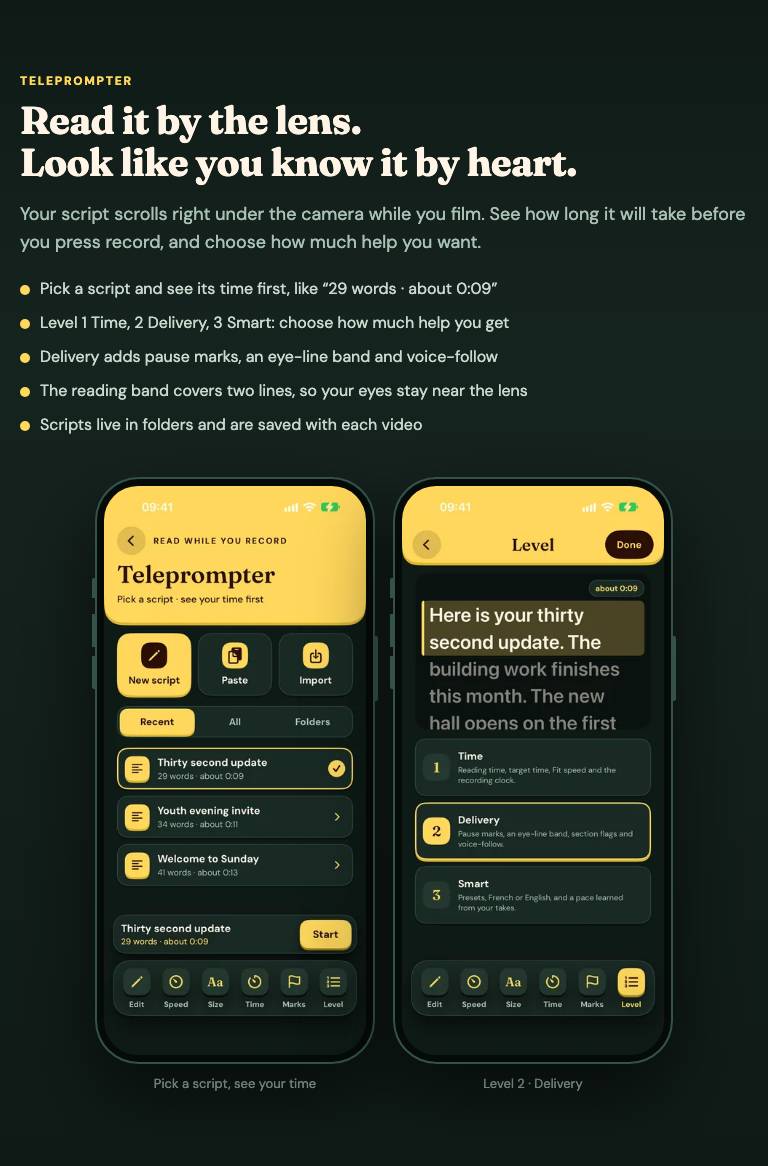 TELEPROMPTER
Read it by the lens.
Look like you know it by heart.
Your script scrolls right under the camera while you film. See how long it will take before
you press record, and choose how much help you want.
Pick a script and see its time first, like “29 words · about 0:09”
Level 1 Time, 2 Delivery, 3 Smart: choose how much help you get
Delivery adds pause marks, an eye-line band and voice-follow
The reading band covers two lines, so your eyes stay near the lens
Scripts live in folders and are saved with each video
09:41
READ WHILE YOU RECORD
Teleprompter
Pick a script · see your time first
New script
Paste
Import
Recent
All
Folders
Thirty second update
29 words · about 0:09
Youth evening invite
34 words · about 0:11
Welcome to Sunday
41 words · about 0:13
Thirty second update
29 words · about 0:09
Start
Edit
Speed
Aa
Size
Time
Marks
Level
Pick a script, see your time
09:41
Level
Done
about 0:09
Here is your thirty
second update. The
building work finishes
this month. The new
hall opens on the first
1
Time
Reading time, target time, Fit speed and the
recording clock.
2
Delivery
Pause marks, an eye-line band, section flags and
voice-follow.
3
Smart
Presets, French or English, and a pace learned
from your takes.
Edit
Speed
Aa
Size
Time
Marks
Level
Level 2 · Delivery